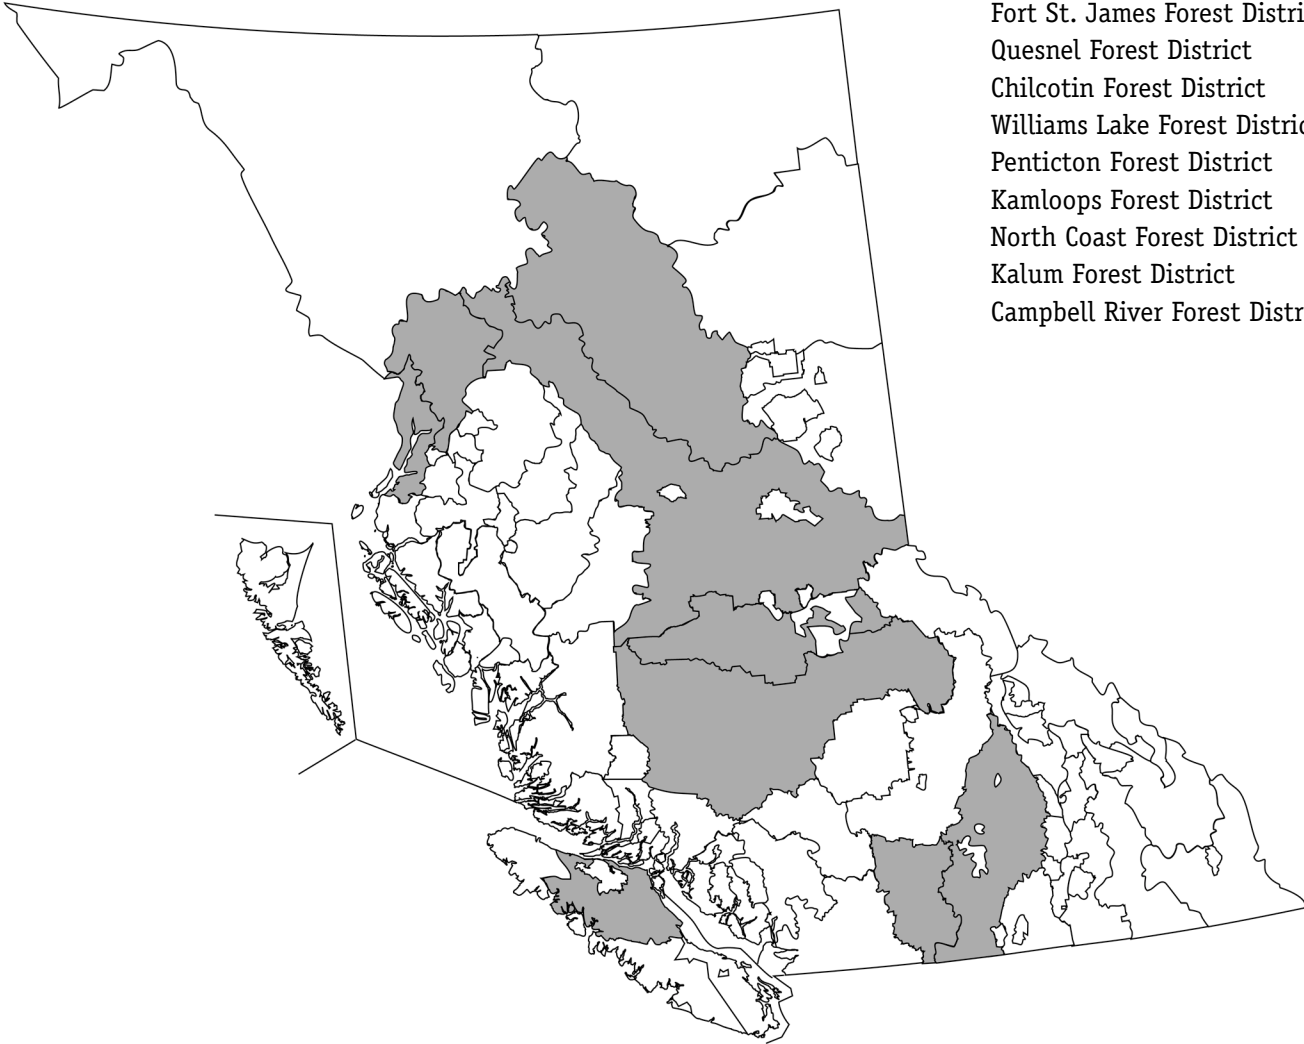 Fort St. James Forest Distri
Quesnel Forest District
Chilcotin Forest District
Williams Lake Forest Distric
Penticton Forest District
Kamloops Forest District
North Coast Forest District
Kalum Forest District
Campbell River Forest Distr